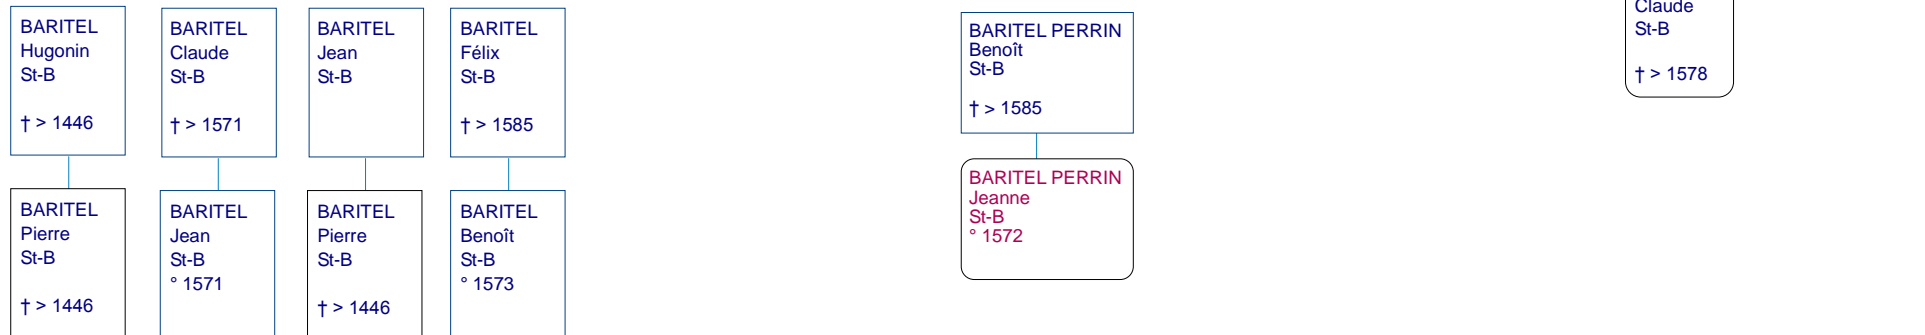 BARITEL
Hugonin
St-B
† > 1446
BARITEL
Claude
St-B
† > 1571
BARITEL
Jean
St-B
BARITEL
Félix
St-B
† > 1585
BARITEL PERRIN
Benoît
St-B
† > 1585
Claude
St-B
† > 1578
BARITEL
Pierre
St-B
† > 1446
BARITEL
Jean
St-B
° 1571
BARITEL
Pierre
St-B
† > 1446
BARITEL
Benoît
St-B
° 1573
BARITEL PERRIN
Jeanne
St-B
° 1572